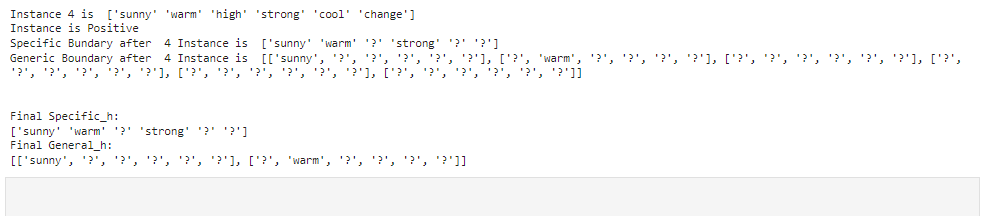 Instance 4 is  ['sunny' 'warm' 'high' 'strong' 'cool' 'change']
Instance is Positive
Specific Bundary after  4 Instance is  ['sunny' 'warm' '?' 'strong' '?' '?']
Generic Boundary after  4 Instance is  [['sunny', '?', '?', '?', '?', '?'], ['?', 'warm', '?', '?', '?', '?'], ['?', '?', '?', '?', '?', '?'], ['?',
'?', '?', '?', '?', '?'], ['?', '?', '?', '?', '?', '?'], ['?', '?', '?', '?', '?', '?']]
Final Specific_h:
['sunny' 'warm' '?' 'strong' '?' '?']
Final General_h:
[['sunny', '?', '?', '?', '?', '?'], ['?', 'warm', '?', '?', '?', '?']]